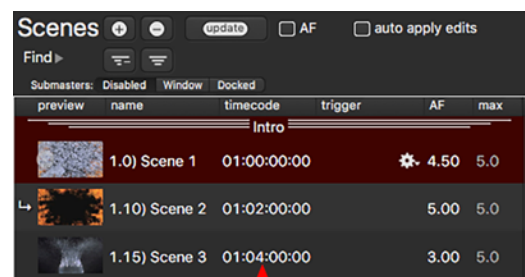 Scenes update AF auto apply edits
Find
Submasters: Disabled Window Docked
preview name timecode trigger AF max
Intro
1.0) Scene 1 01:00:00:00 4.50 5.0
1.10) Scene 2 01:02:00:00 5.00 5.0
1.15) Scene 3 01:04:00:00 3.00 5.0